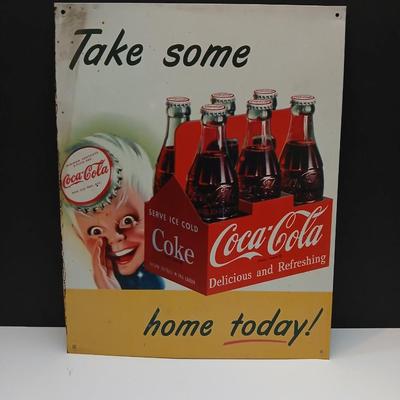 Take some
Coca-Cola
SERVE ICE COLD
Coke
Coca-Cola
Delicious and Refreshing
home today!